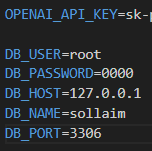 OPENAI_API_KEY=sk-
DB_USER=root
DB_PASSWORD=0000
DB_HOST=127.0.0.1
DB_NAME=sollaim
DB_PORT=3306